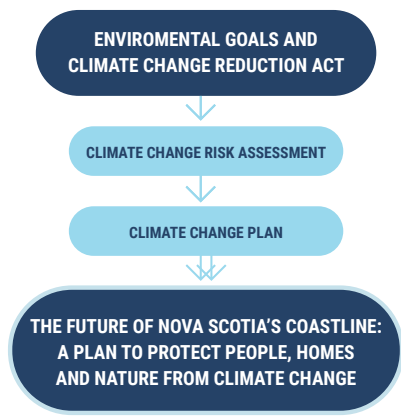 ENVIROMENTAL GOALS AND
CLIMATE CHANGE REDUCTION ACT
CLIMATE CHANGE RISK ASSESSMENT
CLIMATE CHANGE PLAN
THE FUTURE OF NOVA SCOTIA’S COASTLINE:
A PLAN TO PROTECT PEOPLE, HOMES
AND NATURE FROM CLIMATE CHANGE